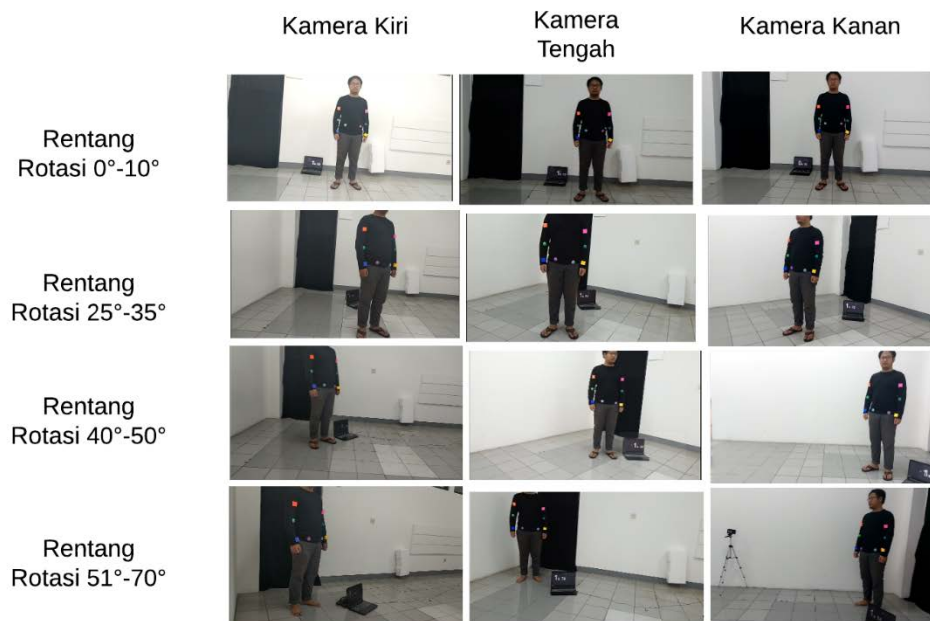 Kamera Kiri
Kamera
Tengah
Kamera Kanan
Rentang
Rotasi 0°-10°
Rentang
Rotasi 25°-35°
Rentang
Rotasi 40°-50°
Rentang
Rotasi 51°-70°